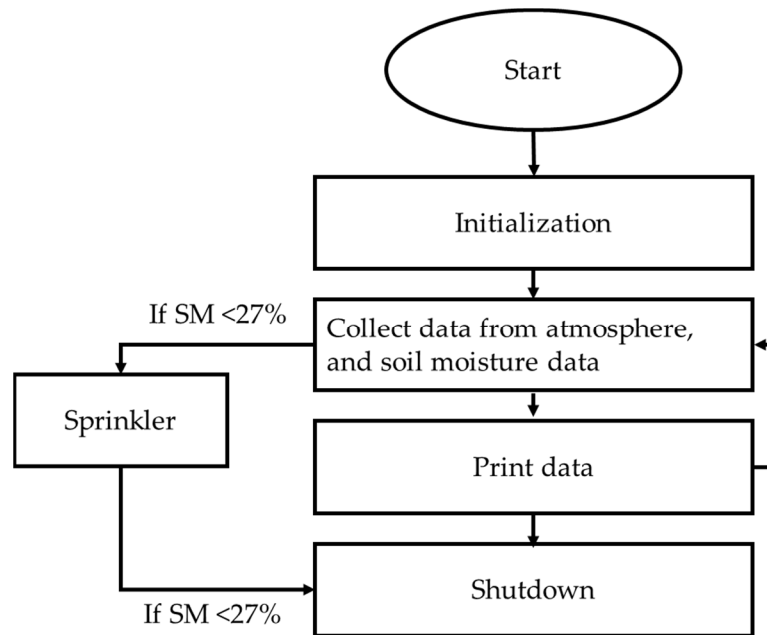 Start
Initialization
If SM <27%
Collect data from atmosphere,
and soil moisture data
Sprinkler
Print data
Shutdown
If SM <27%